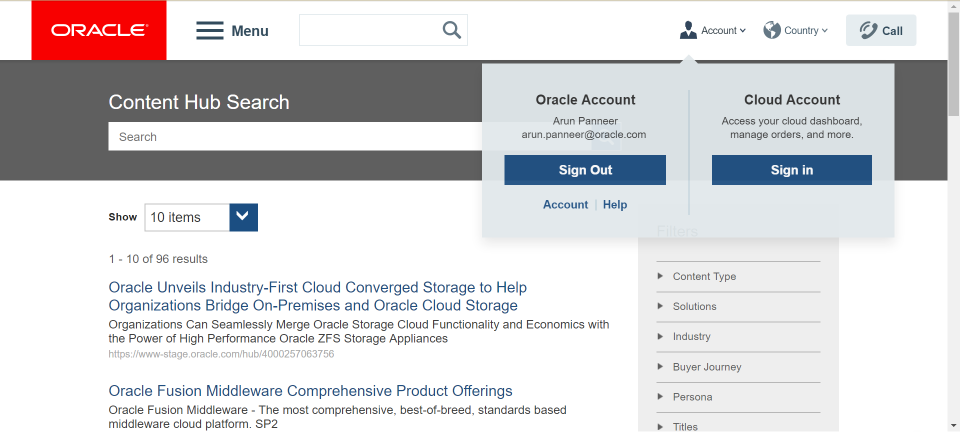 ORACLE
Menu
Account
Country
Call
Content Hub Search
Search
Oracle Account
Arun Panneer
arun.panneer@oracle.com
Sign Out
Account | Help
Cloud Account
Access your cloud dashboard,
manage orders, and more.
Sign in
Show
10 items
1 - 10 of 96 results
Oracle Unveils Industry-First Cloud Converged Storage to Help
Organizations Bridge On-Premises and Oracle Cloud Storage
Organizations Can Seamlessly Merge Oracle Storage Cloud Functionality and Economics with
the Power of High Performance Oracle ZFS Storage Appliances
https://www-stage.oracle.com/hub/4000257063756
Oracle Fusion Middleware Comprehensive Product Offerings
Oracle Fusion Middleware - The most comprehensive, best-of-breed, standards based
middleware cloud platform. SP2
Filters
Content Type
Solutions
Industry
Buyer Journey
Persona
Titles